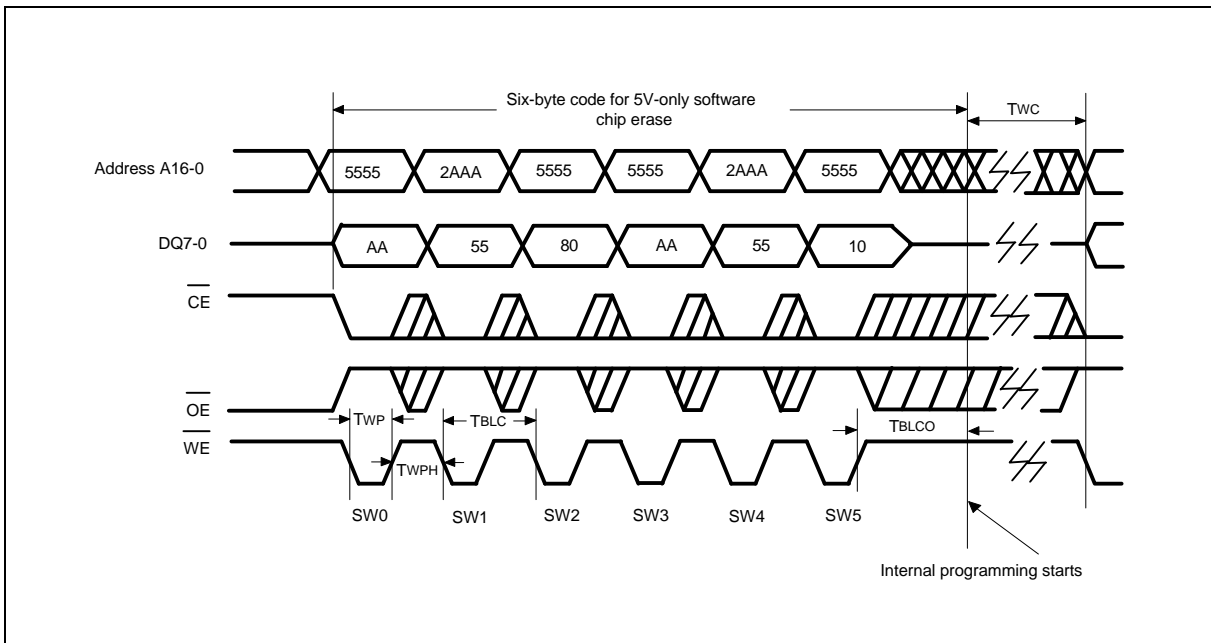 Six-byte code for 5V-only software
chip erase
TWC
Address A16-0
5555
2AAA
5555
5555
2AAA
5555
DQ7-0
AA
55
80
AA
55
10
CE
OE
TWP
TBLC
TBLCO
WE
TWPH
SW0
SW1
SW2
SW3
SW4
SW5
Internal programming starts